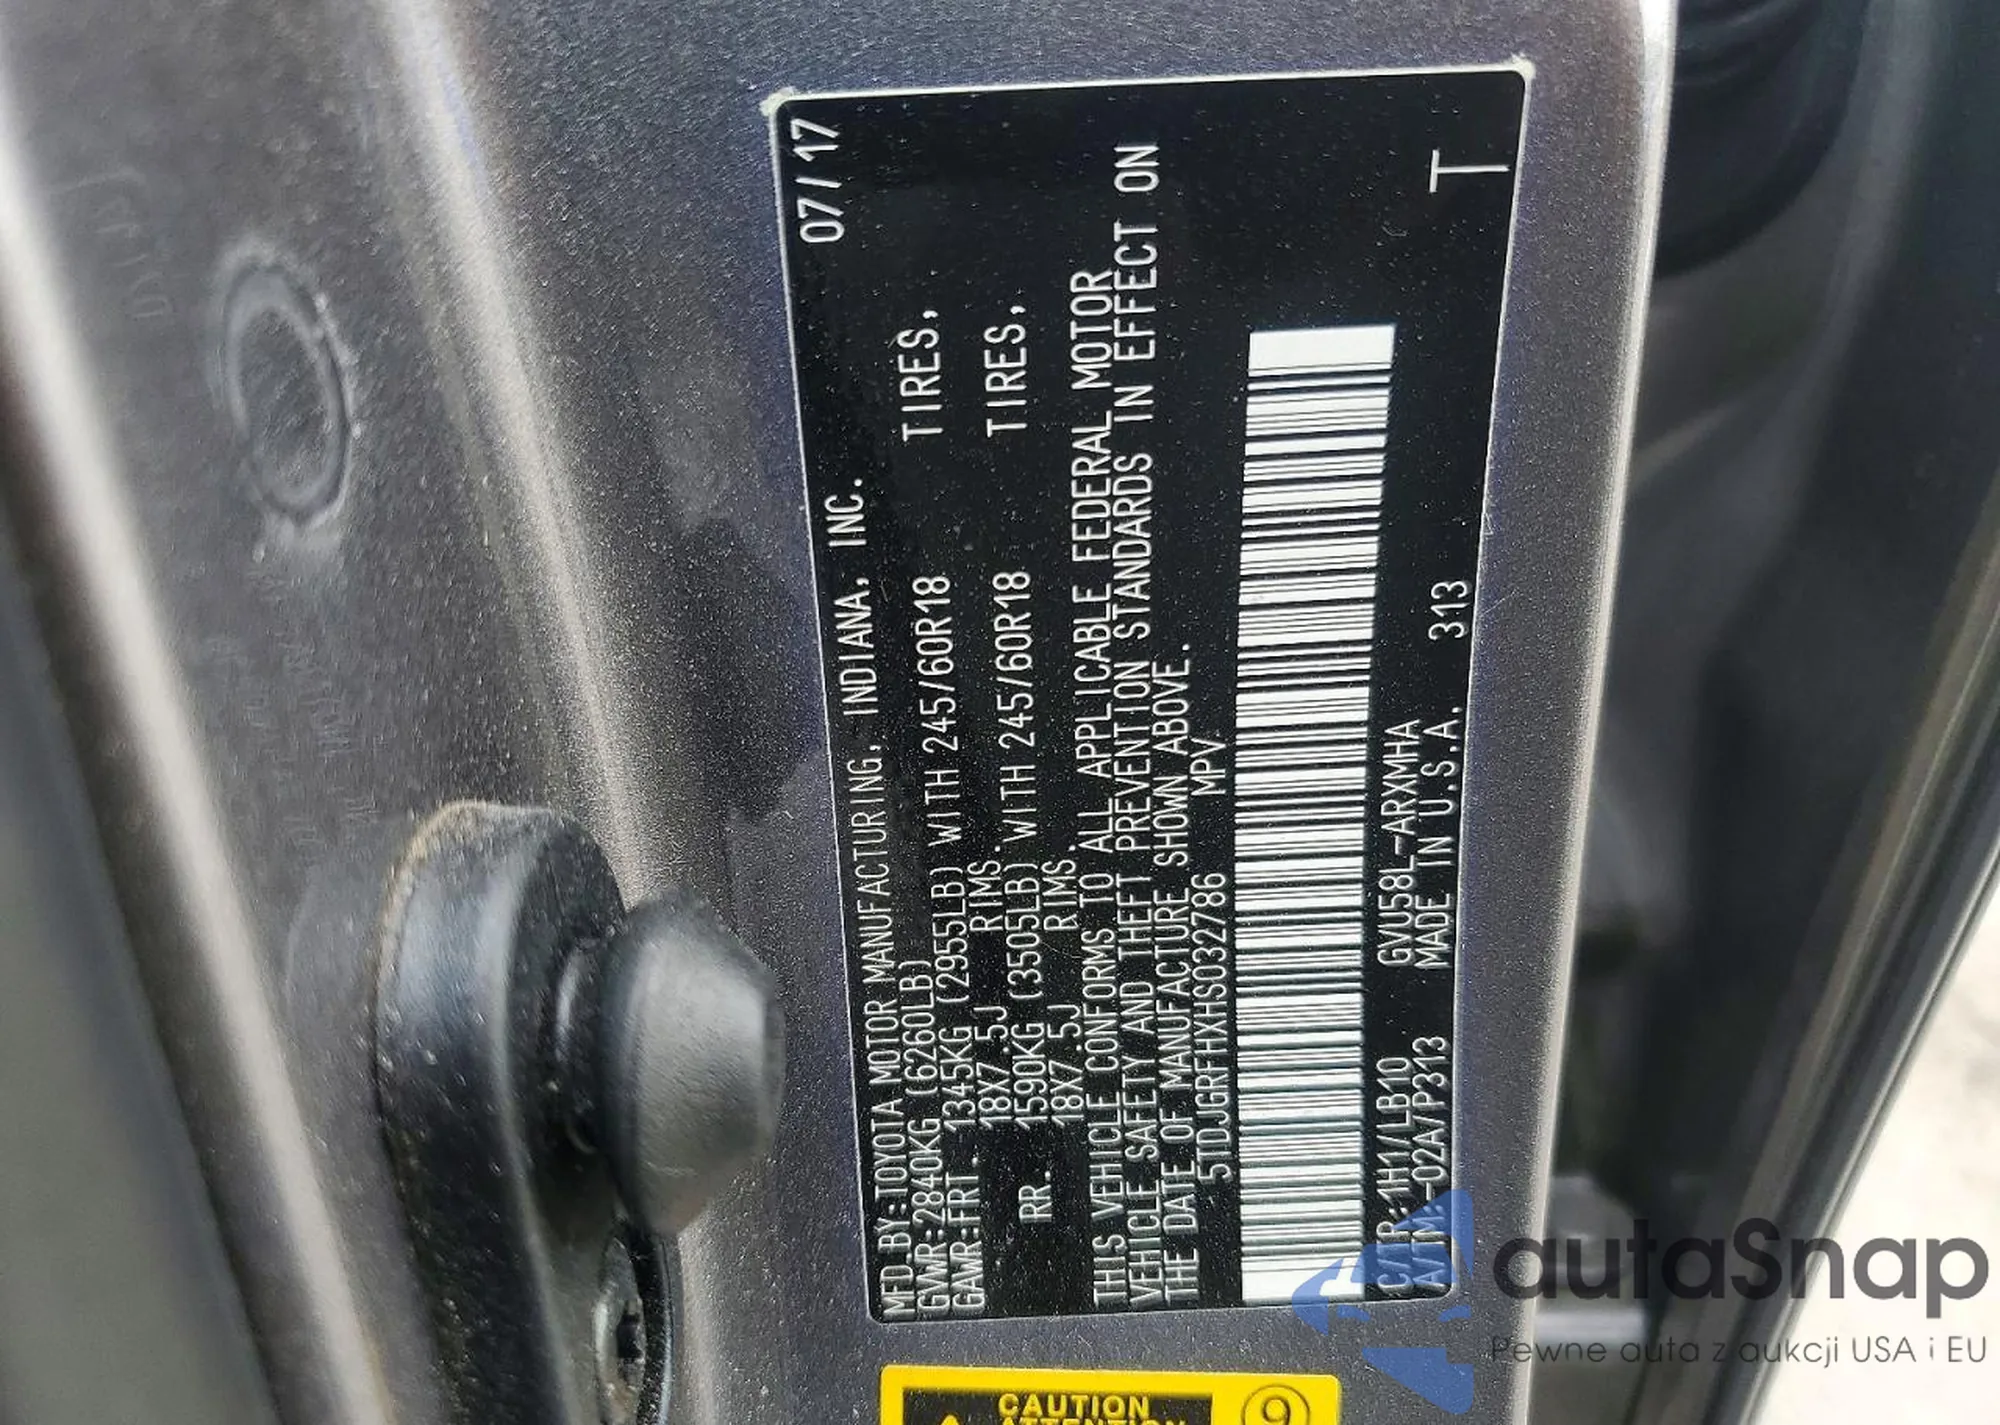 MFD.BY:TOYOTA MOTOR MANUFACTURING, INDIANA, INC. 07/17
GVWR:2840KG (6260LB)
GAWR:FRT. 1345KG (2955LB) WITH 245/60R18 TIRES,
18X7.5J RIMS,
RR. 1590KG (3505LB) WITH 245/60R18 TIRES,
18X7.5J RIMS.
THIS VEHICLE CONFORMS TO ALL APPLICABLE FEDERAL MOTOR
VEHICLE SAFETY AND THEFT PREVENTION STANDARDS IN EFFECT ON
THE DATE OF MANUFACTURE SHOWN ABOVE.
5TDJGRFHXHS032786 MPV
C/TR:1H1/LB10 GVU58L-ARXMHA
A/TM:-02A/P313 MADE IN U.S.A. 313
T
CAUTION
ATTENTION
9
autaSnap
Pewne auta z aukcji USA i EU